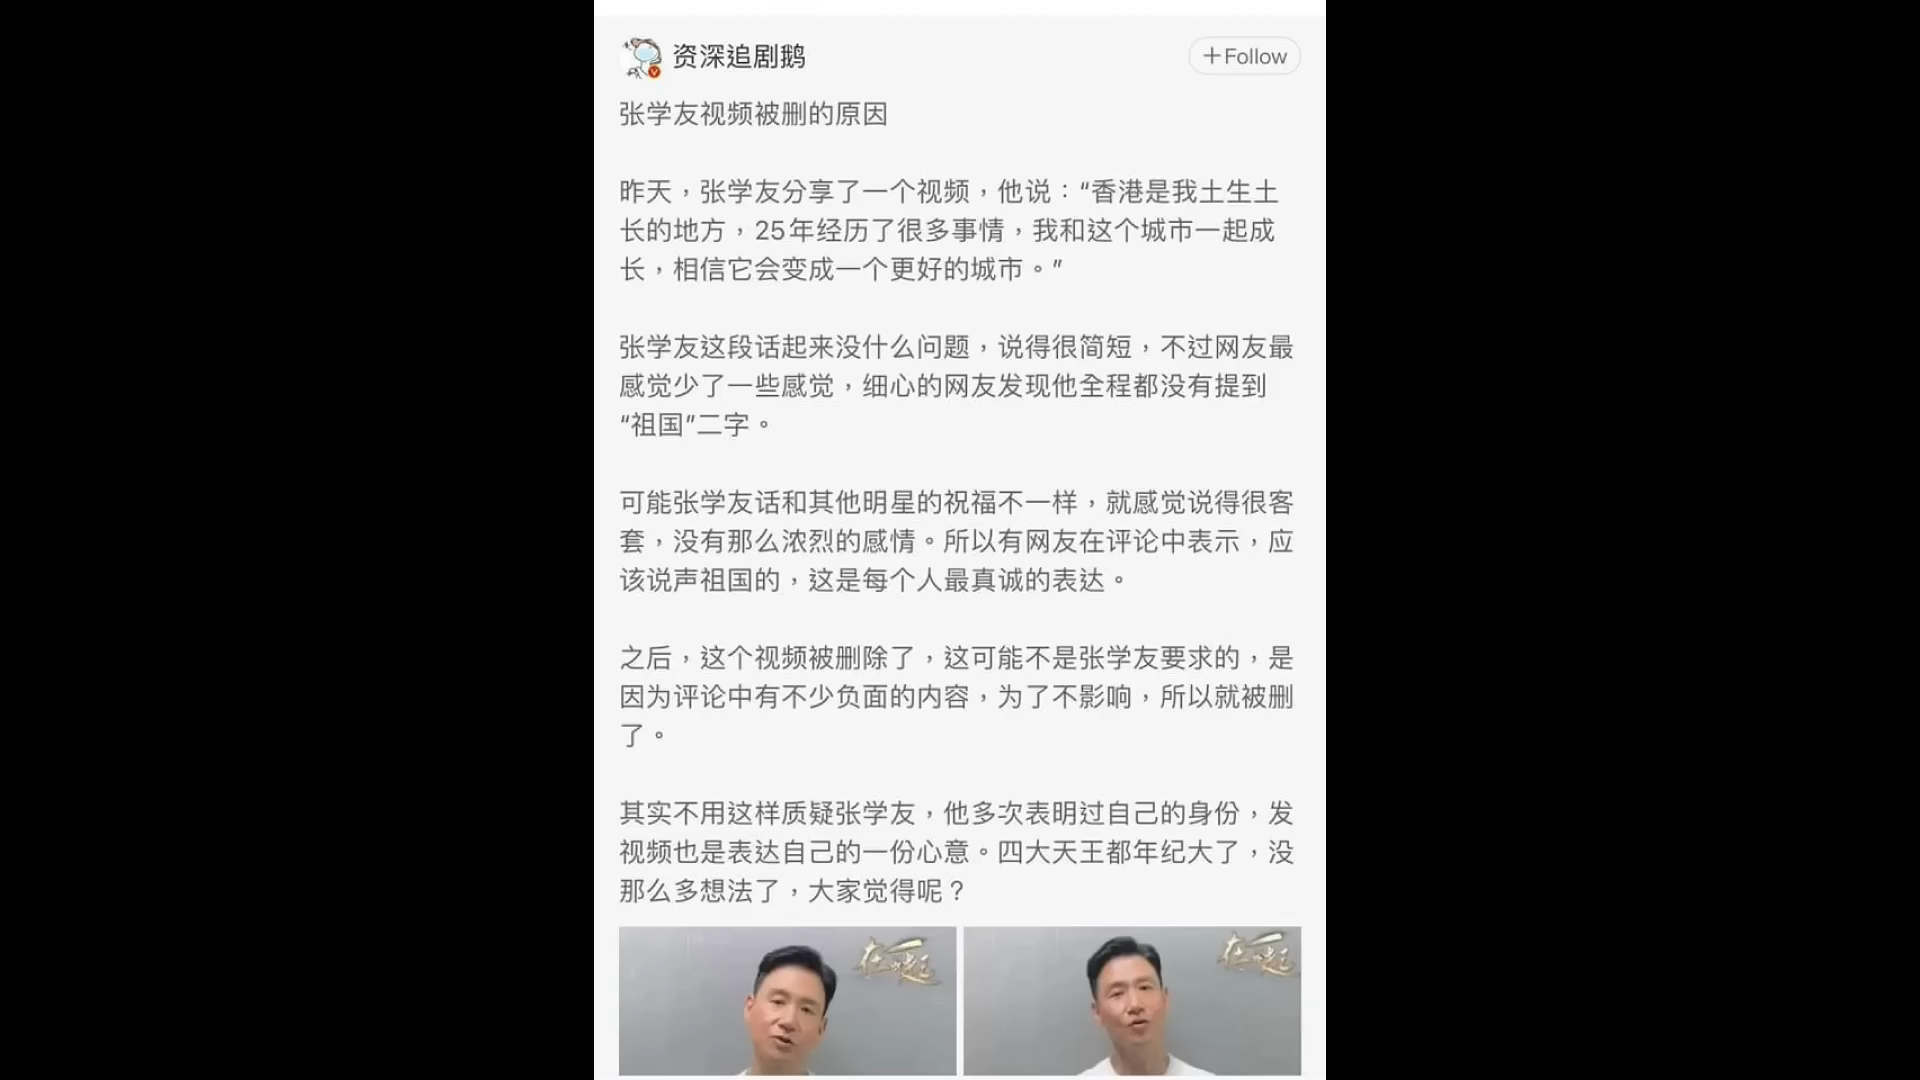 资深追剧鹅
+Follow
张学友视频被删的原因
昨天，张学友分享了一个视频，他说：“香港是我土生土
长的地方，25年经历了很多事情，我和这个城市一起成
长，相信它会变成一个更好的城市。”
张学友这段话起来没什么问题，说得很简短，不过网友最
感觉少了一些感觉，细心的网友发现他全程都没有提到
“祖国”二字。
可能张学友话和其他明星的祝福不一样，就感觉说得很客
套，没有那么浓烈的感情。所以有网友在评论中表示，应
该说声祖国的，这是每个人最真诚的表达。
之后，这个视频被删除了，这可能不是张学友要求的，是
因为评论中有不少负面的内容，为了不影响，所以就被删
了。
其实不用这样质疑张学友，他多次表明过自己的身份，发
视频也是表达自己的一份心意。四大天王都年纪大了，没
那么多想法了，大家觉得呢？
在一起
在一起